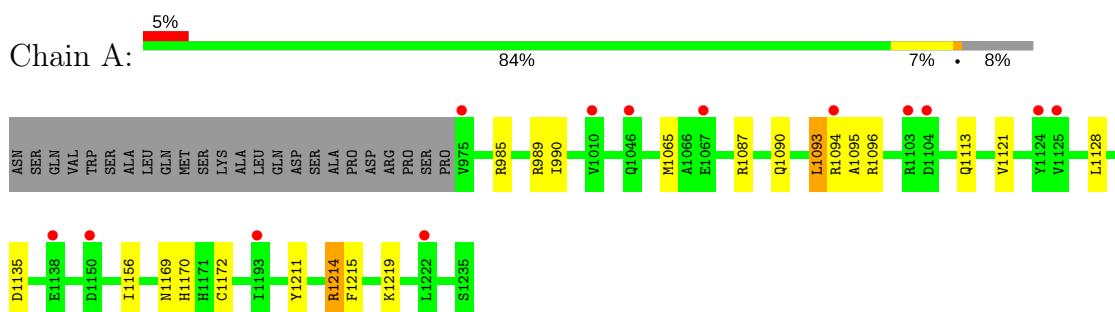 5%
Chain A:
84% 7% • 8%
ASN SER GLN VAL TRP SER ALA LEU GLN MET SER LYS ALA LEU GLN ASP SER ALA PRO ASP ARG PRO SER PRO V975 R985 R989 I990 V1010 Q1046 M1065 A1066 E1067 R1087 Q1090 L1093 R1094 A1095 R1096 R1103 D1104 Q1113 V1121 Y1124 V1125 L1128
D1135 E1138 D1150 I1156 N1169 H1170 H1171 C1172 I1193 Y1211 R1214 F1215 K1219 L1222 S1235